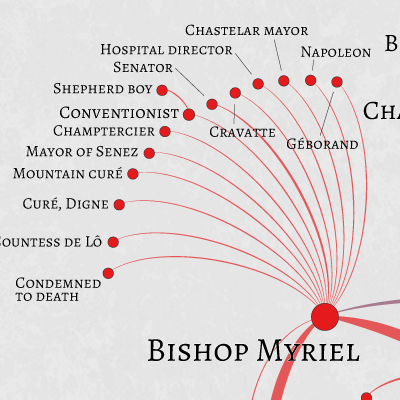 Chastelar mayor
B
Hospital director
Napoleon
Senator
Shepherd boy
Conventionist
Cha
Champtercier
Cravatte
Géborand
Mayor of Senez
Mountain curé
Curé, Digne
Countess de Lô
Condemned
to death
Bishop Myriel